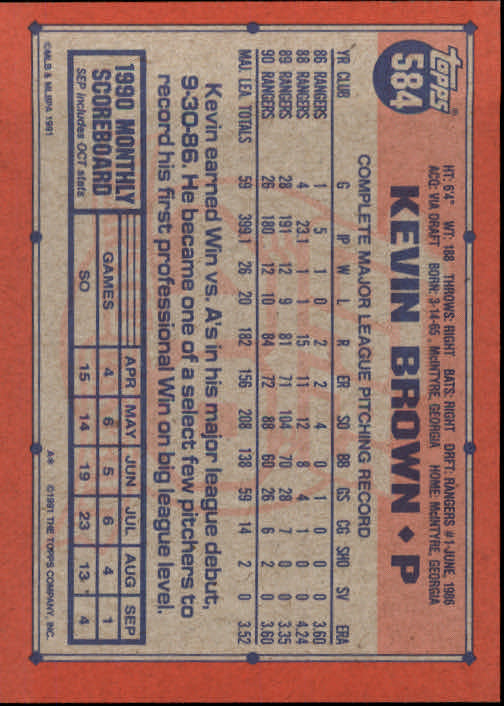 TOPPS®
584
KEVIN BROWN ◆ P
HT: 6'4" WT: 188 THROWS: RIGHT BATS: RIGHT DRFT: RANGERS #1-JUNE, 1986
ACQ: VIA DRAFT BORN: 3-14-65, McINTYRE, GEORGIA HOME: McINTYRE, GEORGIA
COMPLETE MAJOR LEAGUE PITCHING RECORD
YR CLUB G IP W L R ER SO BB GS CG SHO SV ERA
86 RANGERS 1 5 1 0 2 2 4 0 1 0 0 0 3.60
88 RANGERS 4 23.1 1 1 15 11 12 8 4 1 0 0 4.24
89 RANGERS 28 191 12 9 81 71 104 70 28 7 0 0 3.35
90 RANGERS 26 180 12 10 84 72 88 60 26 6 2 0 3.60
MAJ. LEA. TOTALS 59 399.1 26 20 182 156 208 138 59 14 2 0 3.52
Kevin earned Win vs. A's in his major league debut,
9-30-86. He became one of a select few pitchers to
record his first professional Win on big league level.
1990 MONTHLY
SCOREBOARD
SEP includes OCT stats
APR MAY JUN JUL AUG SEP
GAMES 4 6 5 6 4 1
SO 15 14 19 23 13 4
©MLB & MLBPA 1991
A* ©1991 THE TOPPS COMPANY, INC.